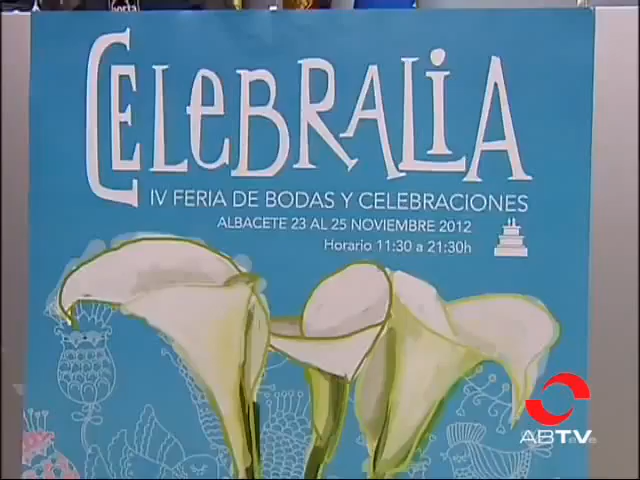 CELEBRALIA
IV FERIA DE BODAS Y CELEBRACIONES
ALBACETE 23 AL 25 NOVIEMBRE 2012
Horario 11:30 a 21:30h
ABTV